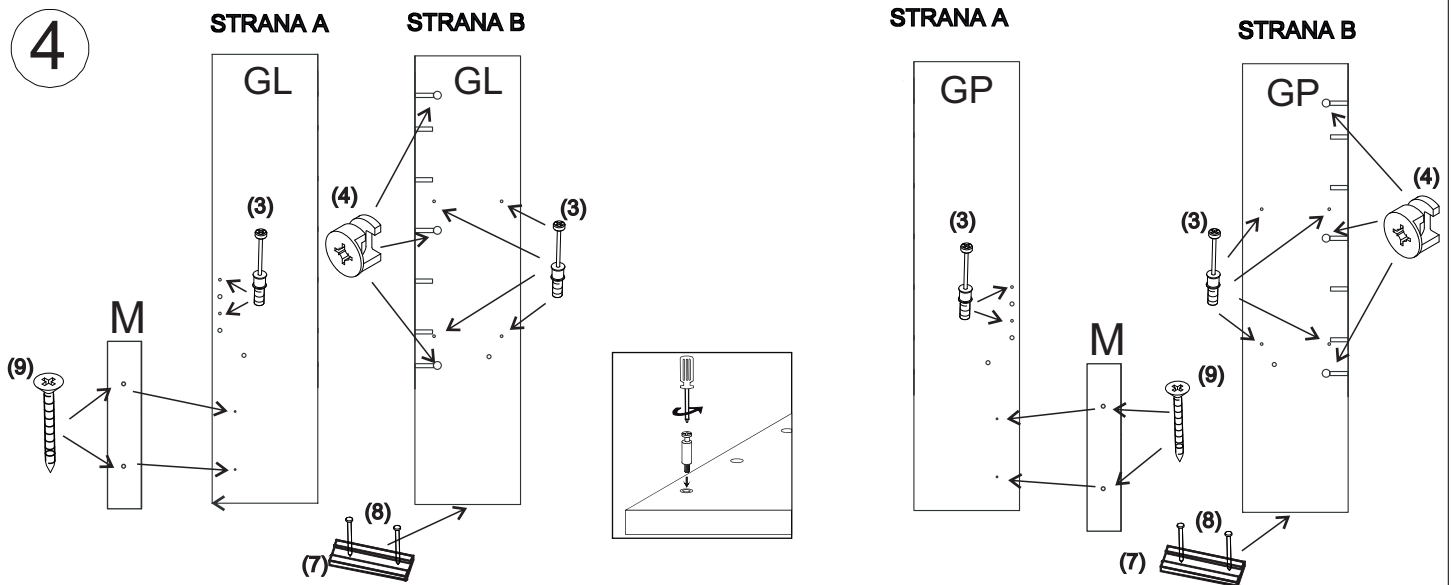 4
STRANA A
STRANA B
STRANA A
STRANA B
GL
GL
GP
GP
(3)
(4)
(3)
(3)
(3)
(4)
M
M
(9)
(9)
(8)
(7)
(8)
(7)